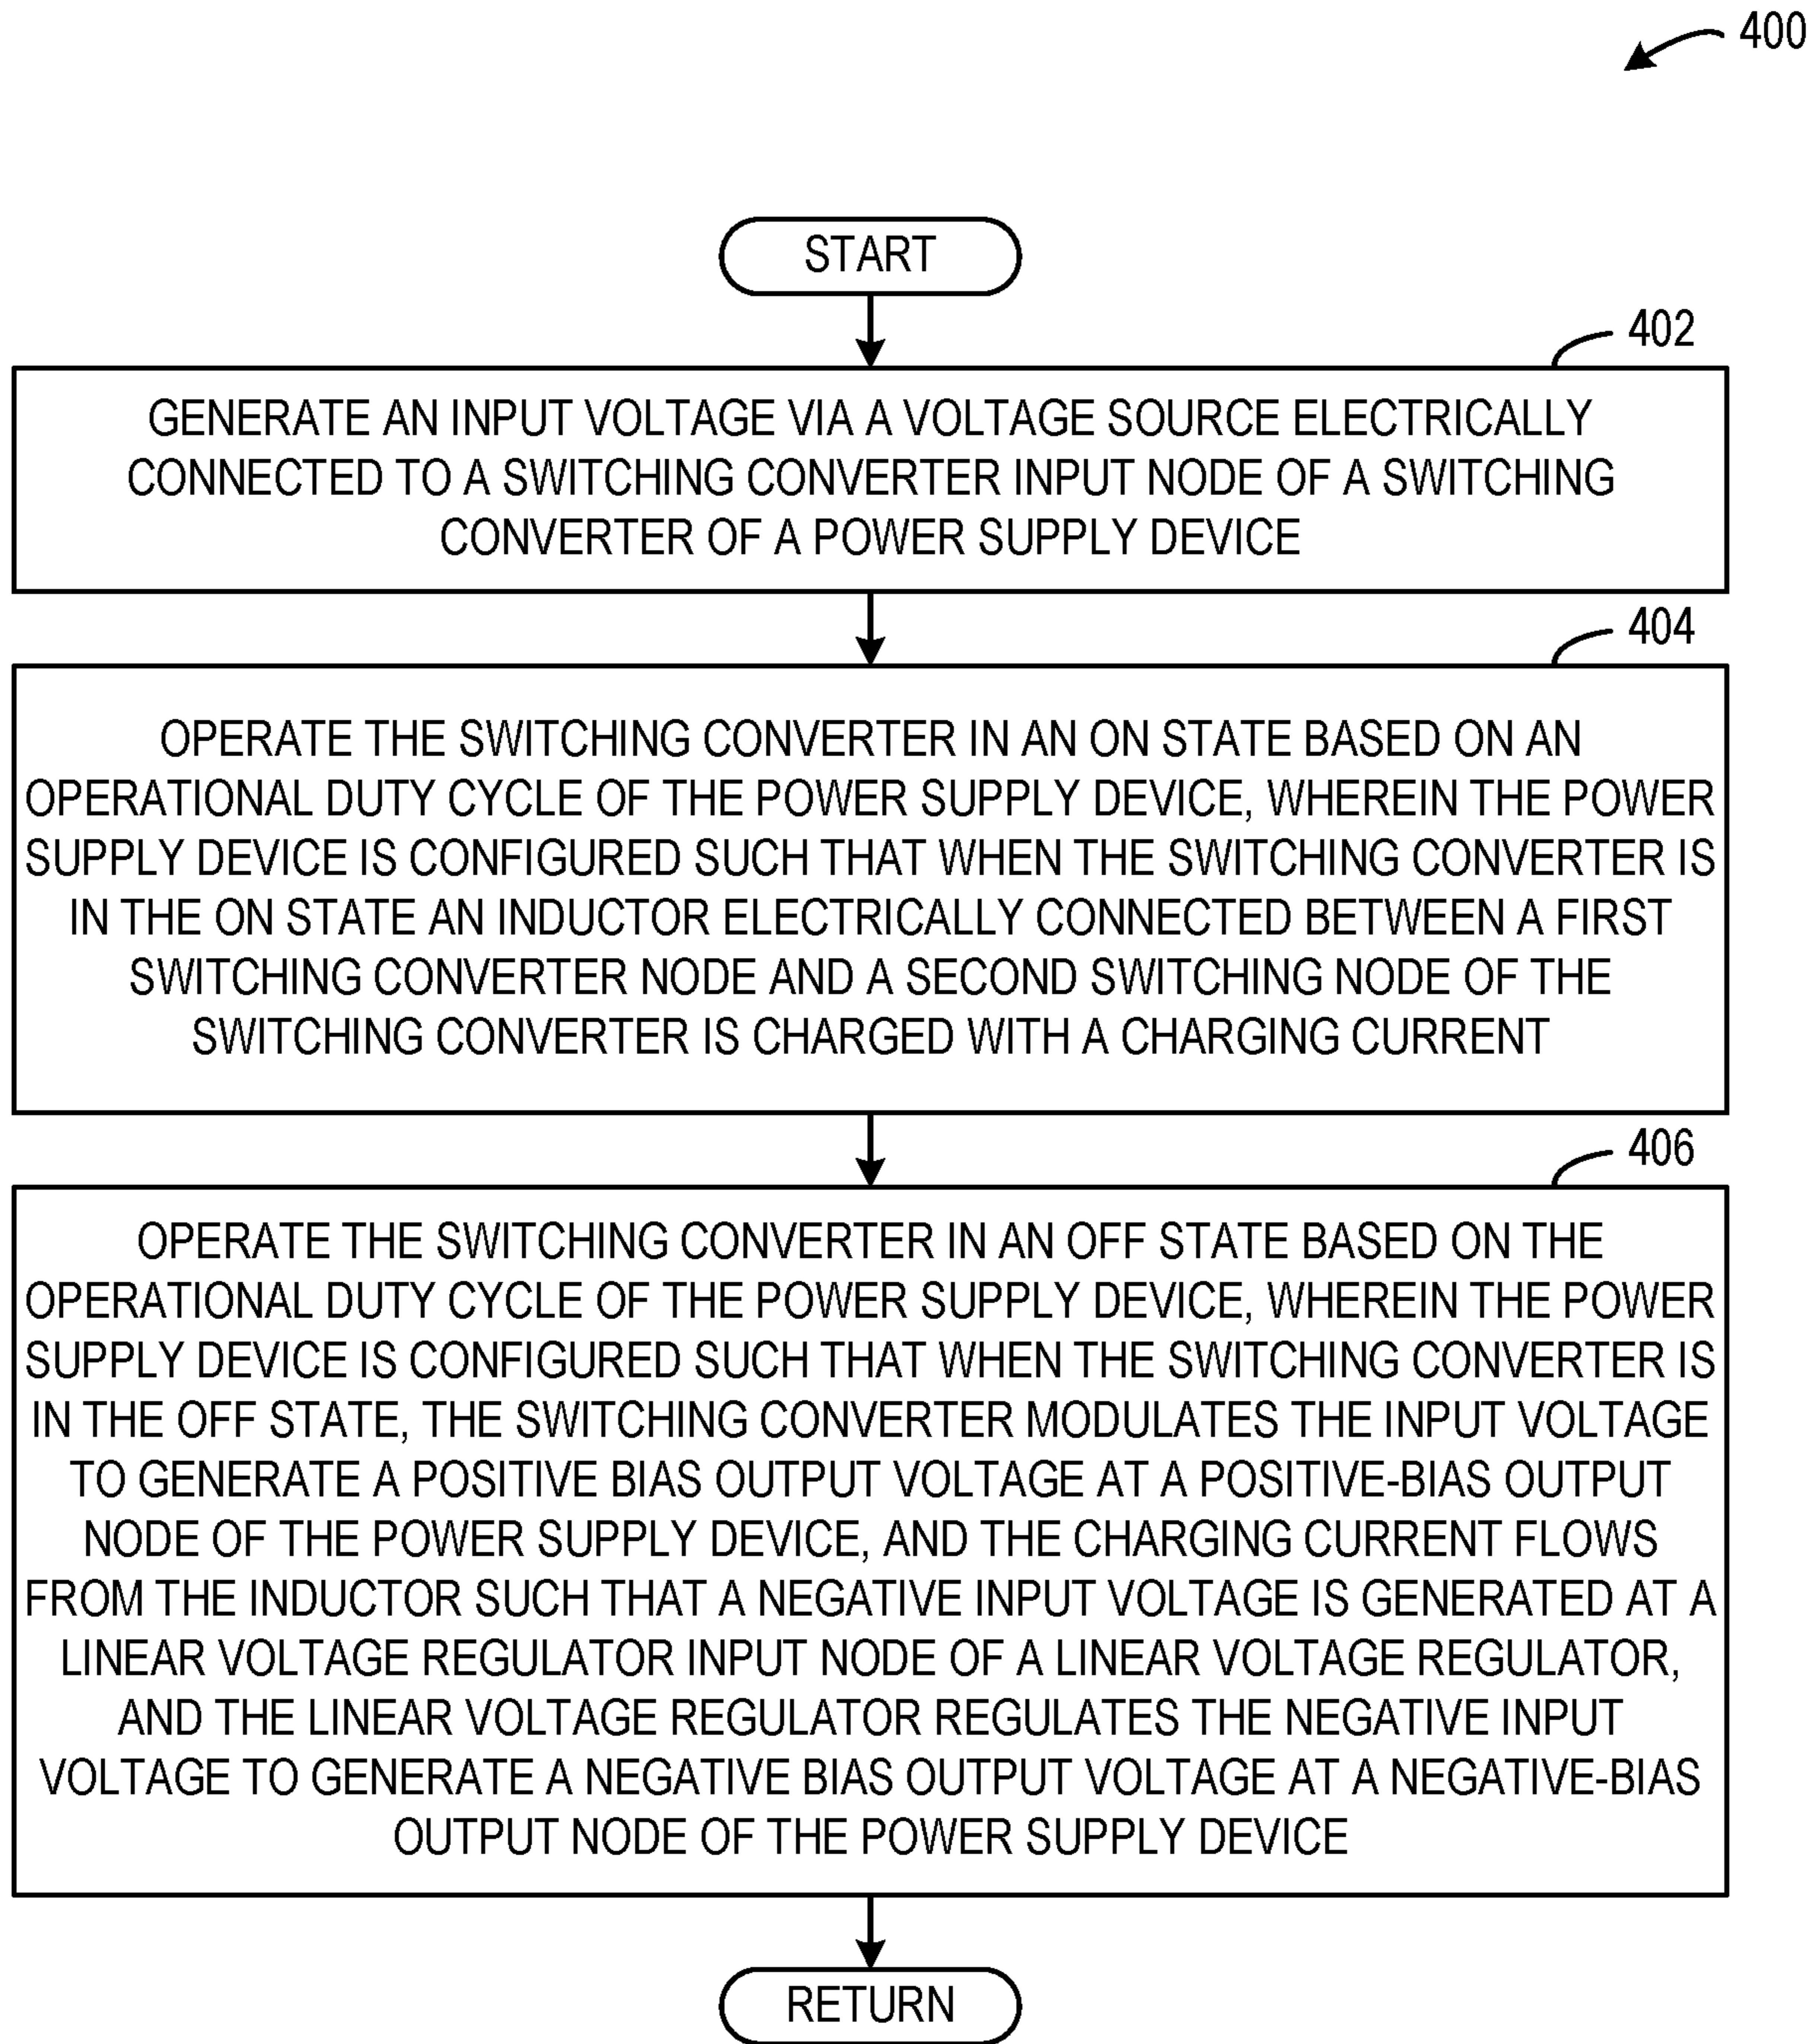 400
START
402
GENERATE AN INPUT VOLTAGE VIA A VOLTAGE SOURCE ELECTRICALLY
CONNECTED TO A SWITCHING CONVERTER INPUT NODE OF A SWITCHING
CONVERTER OF A POWER SUPPLY DEVICE
404
OPERATE THE SWITCHING CONVERTER IN AN ON STATE BASED ON AN
OPERATIONAL DUTY CYCLE OF THE POWER SUPPLY DEVICE, WHEREIN THE POWER
SUPPLY DEVICE IS CONFIGURED SUCH THAT WHEN THE SWITCHING CONVERTER IS
IN THE ON STATE AN INDUCTOR ELECTRICALLY CONNECTED BETWEEN A FIRST
SWITCHING CONVERTER NODE AND A SECOND SWITCHING NODE OF THE
SWITCHING CONVERTER IS CHARGED WITH A CHARGING CURRENT
406
OPERATE THE SWITCHING CONVERTER IN AN OFF STATE BASED ON THE
OPERATIONAL DUTY CYCLE OF THE POWER SUPPLY DEVICE, WHEREIN THE POWER
SUPPLY DEVICE IS CONFIGURED SUCH THAT WHEN THE SWITCHING CONVERTER IS
IN THE OFF STATE, THE SWITCHING CONVERTER MODULATES THE INPUT VOLTAGE
TO GENERATE A POSITIVE BIAS OUTPUT VOLTAGE AT A POSITIVE-BIAS OUTPUT
NODE OF THE POWER SUPPLY DEVICE, AND THE CHARGING CURRENT FLOWS
FROM THE INDUCTOR SUCH THAT A NEGATIVE INPUT VOLTAGE IS GENERATED AT A
LINEAR VOLTAGE REGULATOR INPUT NODE OF A LINEAR VOLTAGE REGULATOR,
AND THE LINEAR VOLTAGE REGULATOR REGULATES THE NEGATIVE INPUT
VOLTAGE TO GENERATE A NEGATIVE BIAS OUTPUT VOLTAGE AT A NEGATIVE-BIAS
OUTPUT NODE OF THE POWER SUPPLY DEVICE
RETURN